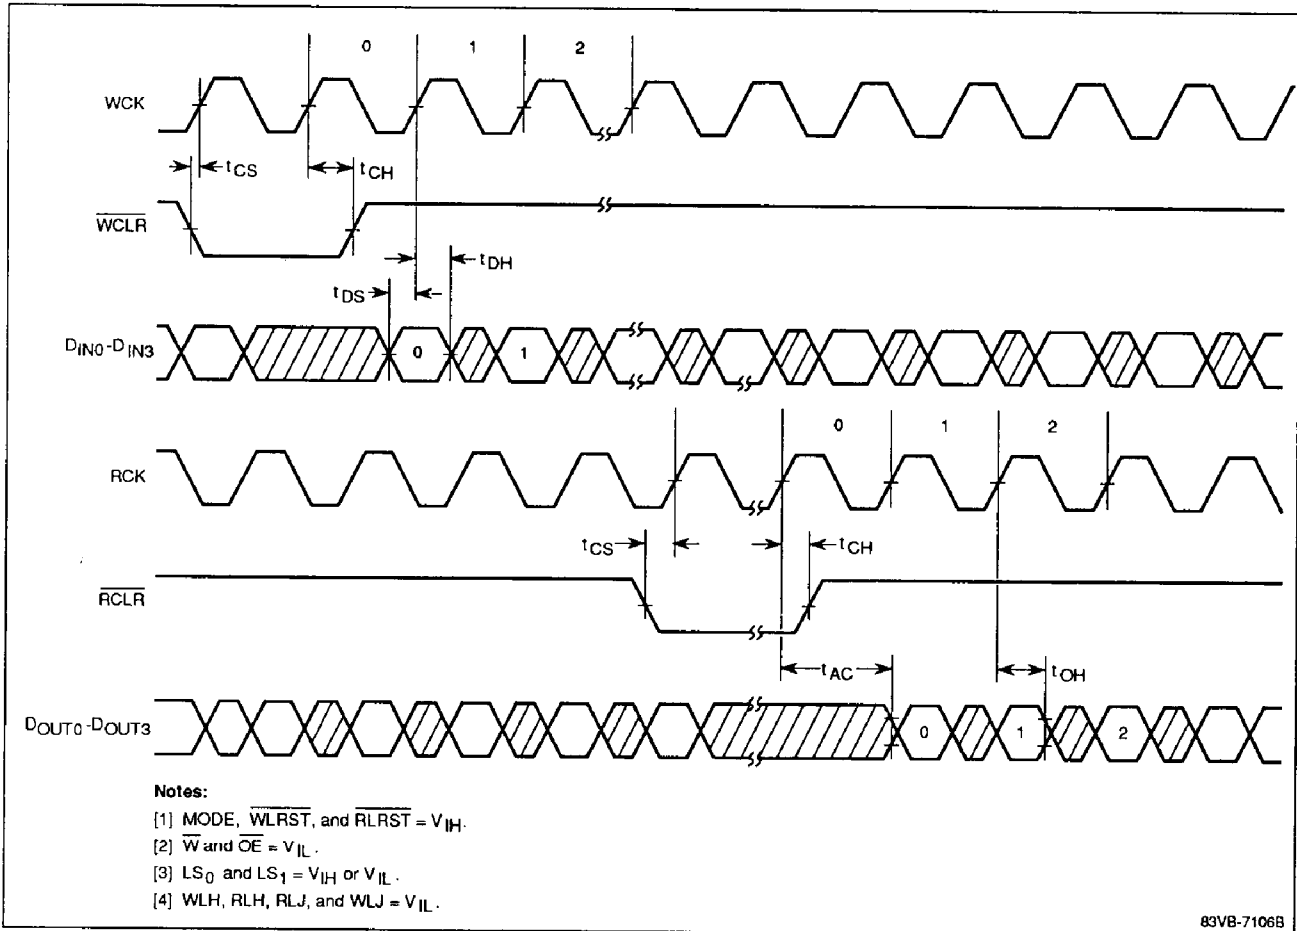 0 1 2
WCK
tCS tCH
WCLR
tDH
tDS
DIN0-DIN3 0 1
0 1 2
RCK
tCS tCH
RCLR
tAC tOH
DOUT0-DOUT3 0 1 2
Notes:
[1] MODE, WLRST, and RLRST = VIH.
[2] W and OE = VIL.
[3] LS0 and LS1 = VIH or VIL.
[4] WLH, RLH, RLJ, and WLJ = VIL.
83VB-7106B